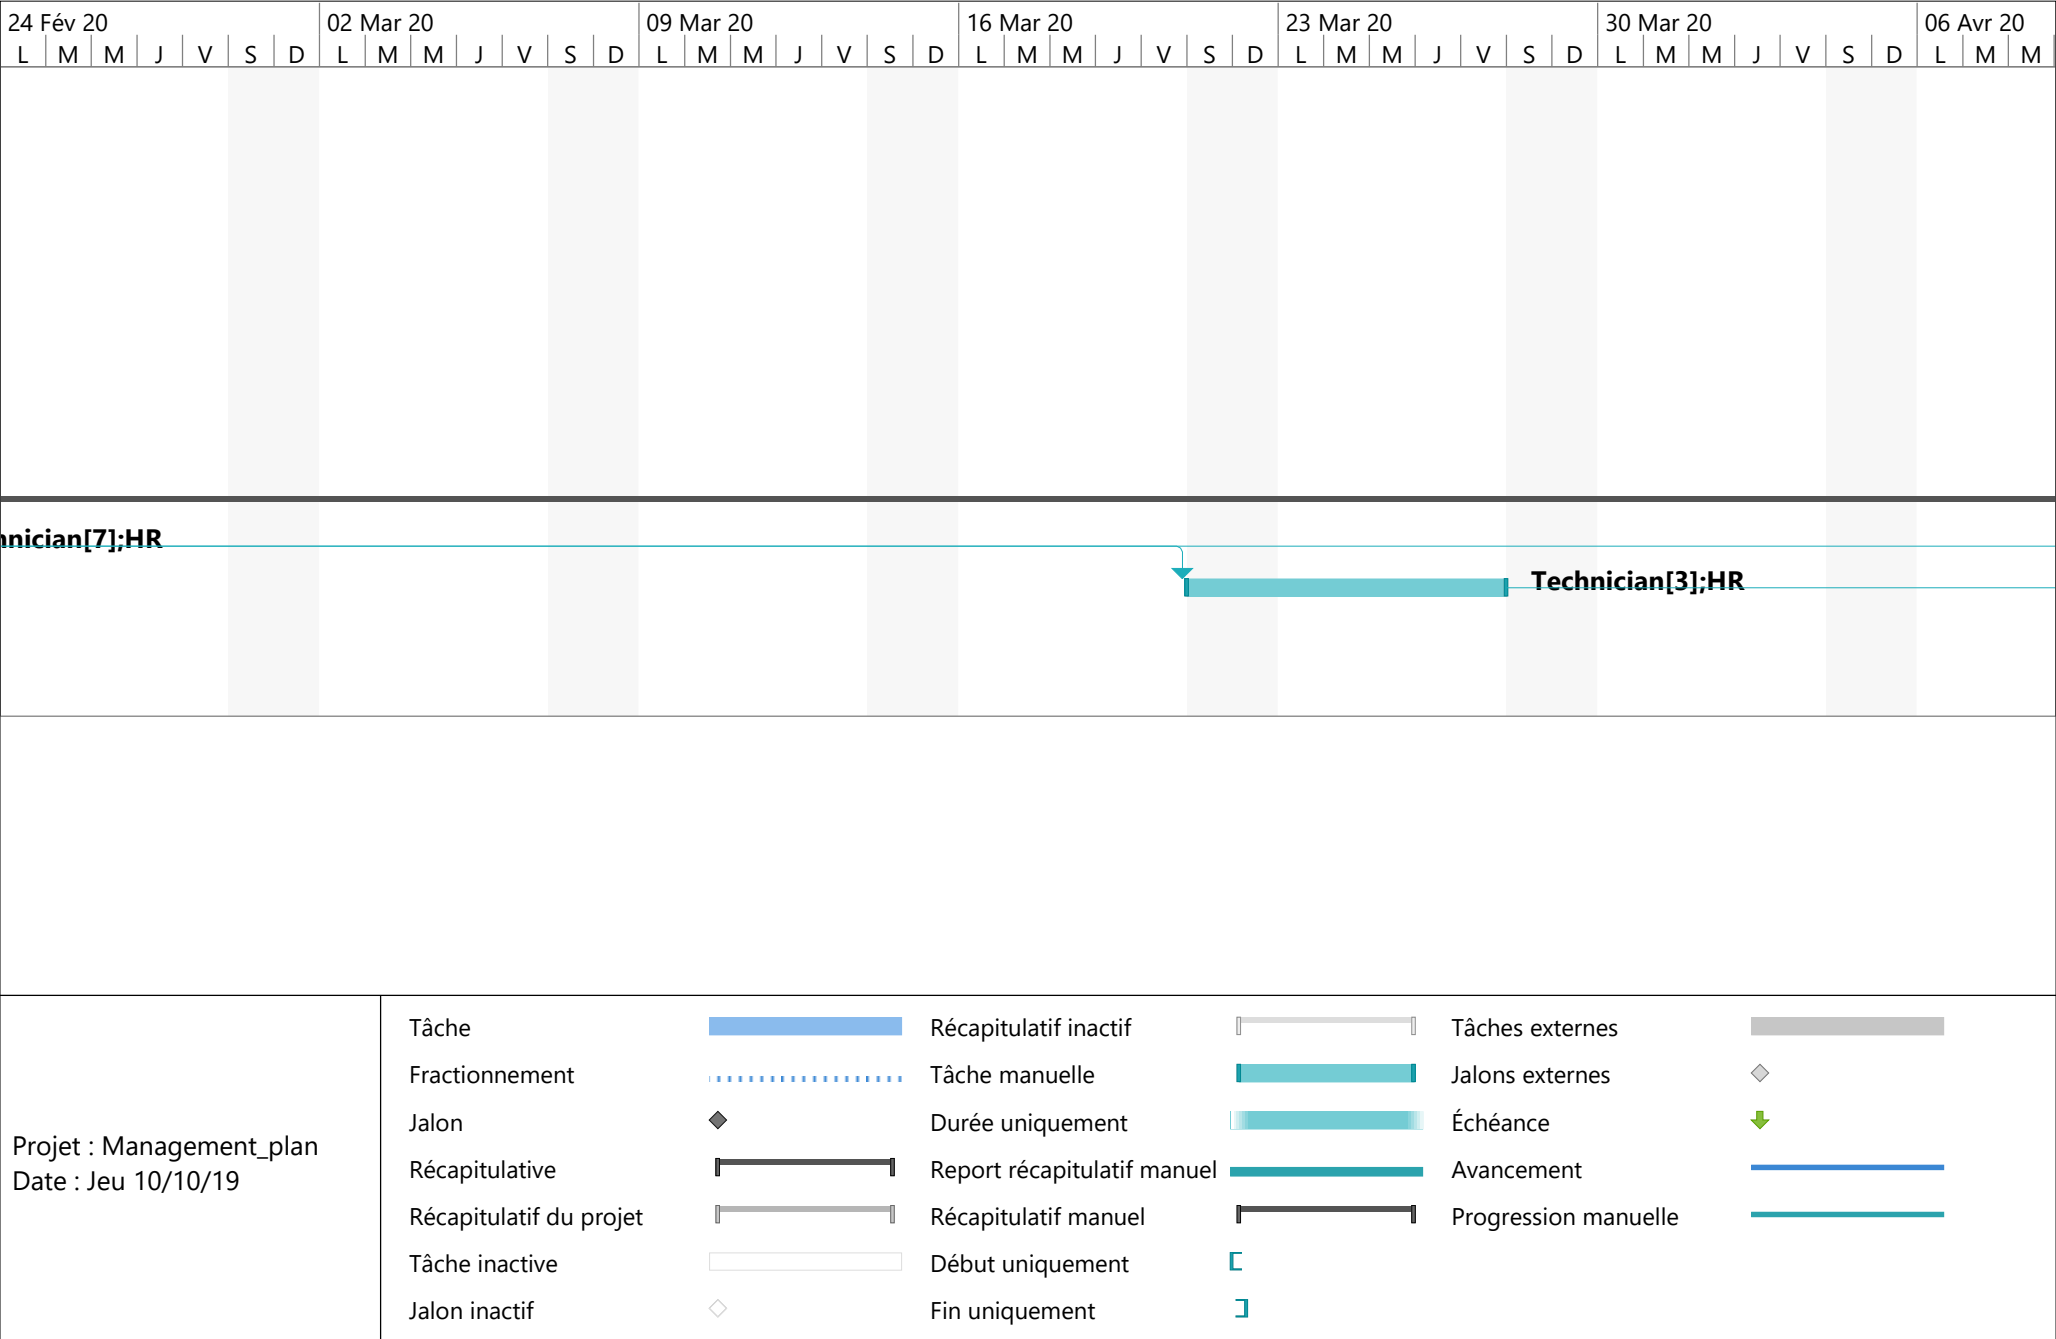 24 Fév 20 02 Mar 20 09 Mar 20 16 Mar 20 23 Mar 20 30 Mar 20 06 Avr 20
L M M J V S D L M M J V S D L M M J V S D L M M J V S D L M M J V S D L M M J V S D L M M
nician[7];HR
Technician[3];HR
Projet : Management_plan
Date : Jeu 10/10/19
Tâche
Fractionnement
Jalon
Récapitulative
Récapitulatif du projet
Tâche inactive
Jalon inactif
Récapitulatif inactif
Tâche manuelle
Durée uniquement
Report récapitulatif manuel
Récapitulatif manuel
Début uniquement
Fin uniquement
Tâches externes
Jalons externes
Échéance
Avancement
Progression manuelle